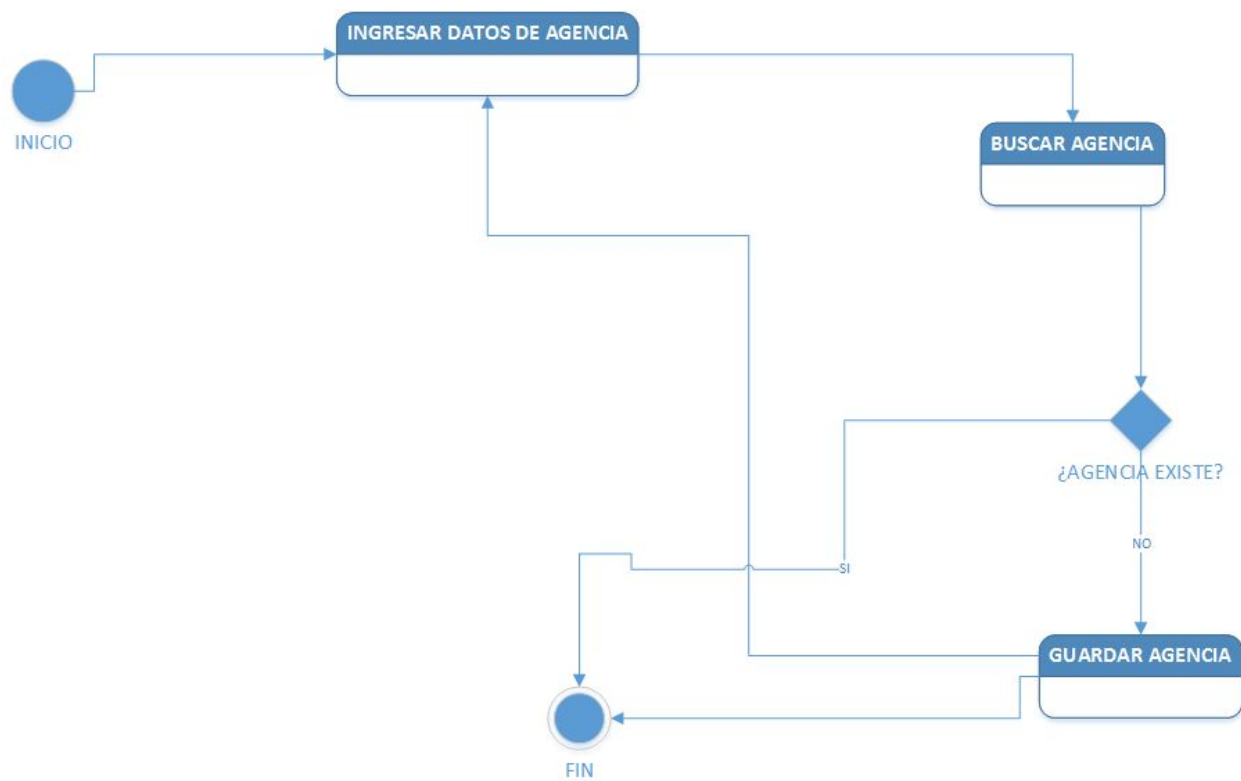 INGRESAR DATOS DE AGENCIA
INICIO
BUSCAR AGENCIA
¿AGENCIA EXISTE?
NO
SI
GUARDAR AGENCIA
FIN